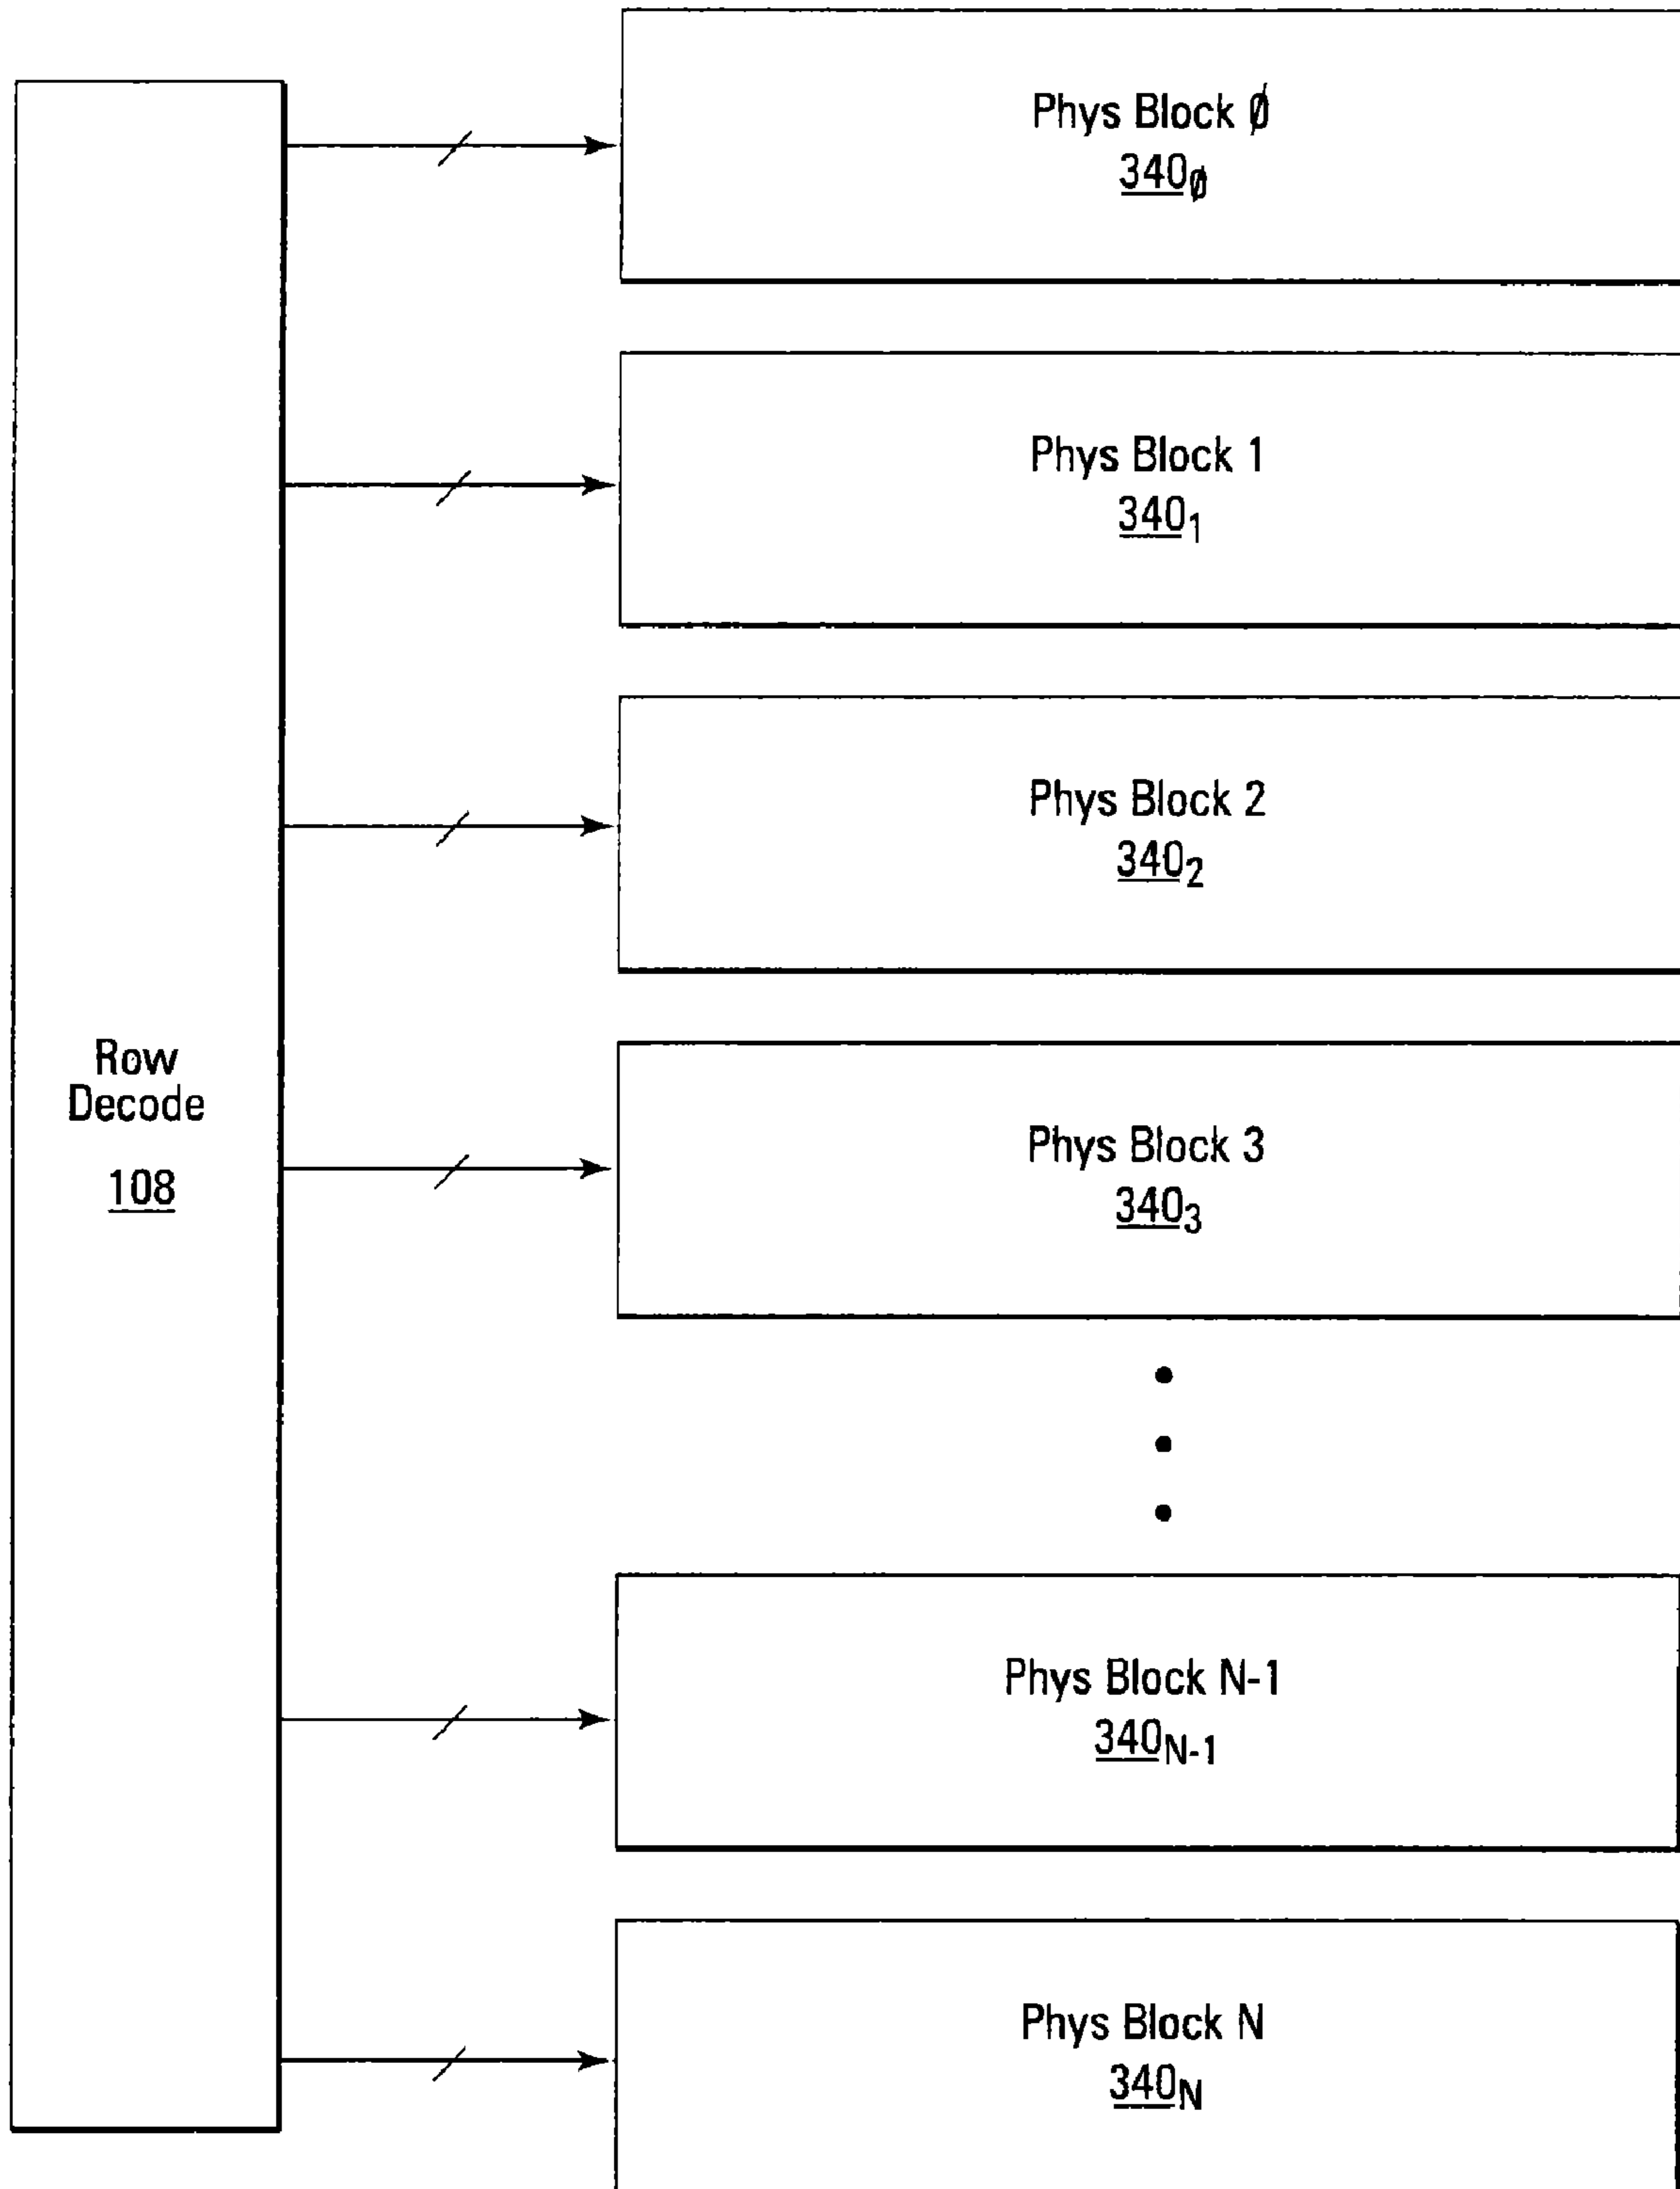 Phys Block Ø
340Ø
Phys Block 1
340₁
Phys Block 2
340₂
Row
Decode
108
Phys Block 3
340₃
Phys Block N-1
340N-1
Phys Block N
340N